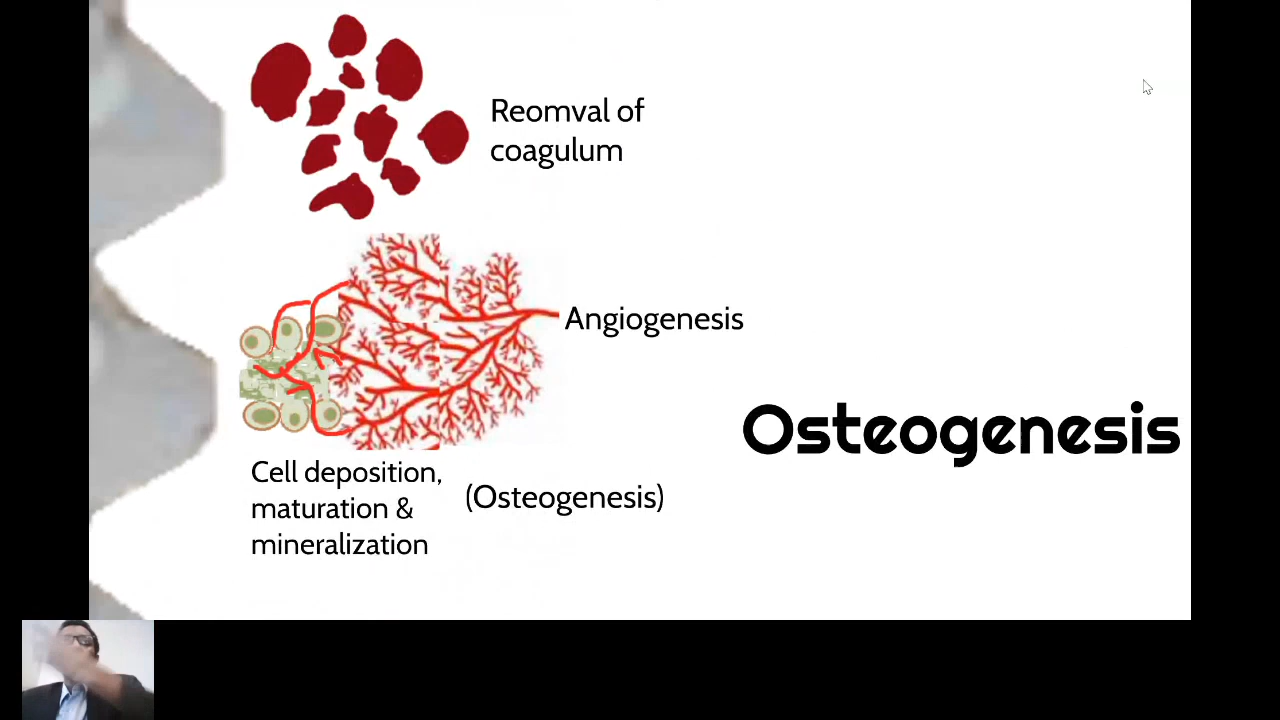 Reomval of
coagulum
Angiogenesis
Osteogenesis
Cell deposition,
maturation &
mineralization
(Osteogenesis)